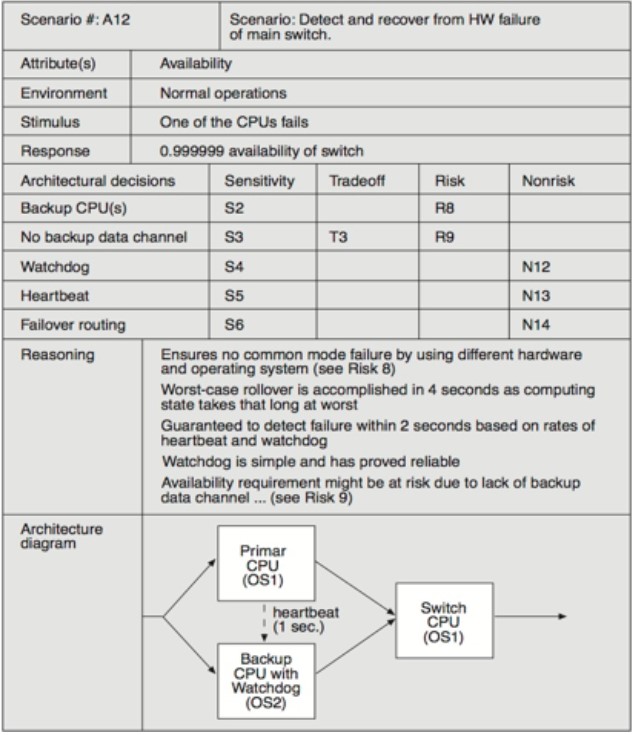 Scenario #: A12
Scenario: Detect and recover from HW failure
of main switch.
Attribute(s)
Availability
Environment
Normal operations
Stimulus
One of the CPUs fails
Response
0.999999 availability of switch
Architectural decisions
Sensitivity
Tradeoff
Risk
Nonrisk
Backup CPU(s)
S2
R8
No backup data channel
S3
T3
R9
Watchdog
S4
N12
Heartbeat
S5
N13
Failover routing
S6
N14
Reasoning
Ensures no common mode failure by using different hardware
and operating system (see Risk 8)
Worst-case rollover is accomplished in 4 seconds as computing
state takes that long at worst
Guaranteed to detect failure within 2 seconds based on rates of
heartbeat and watchdog
Watchdog is simple and has proved reliable
Availability requirement might be at risk due to lack of backup
data channel ... (see Risk 9)
Architecture
diagram
Primar
CPU
(OS1)
heartbeat
(1 sec.)
Backup
CPU with
Watchdog
(OS2)
Switch
CPU
(OS1)